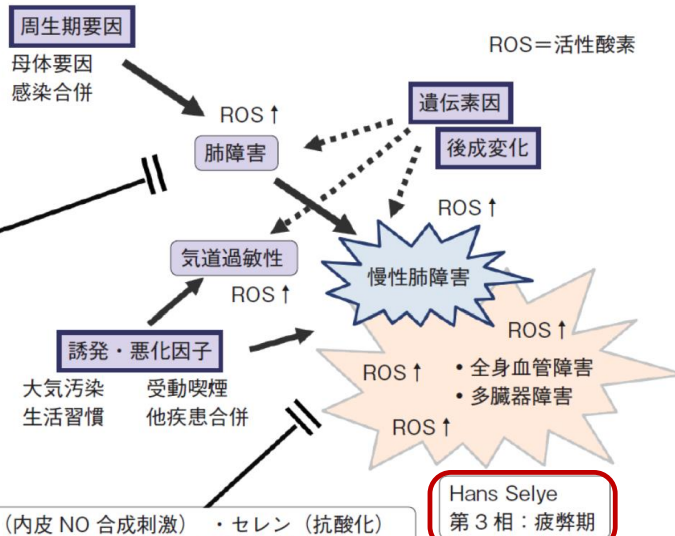 周生期要因
母体要因
感染合併
ROS＝活性酸素
ROS↑
肺障害
遺伝素因
後成変化
ROS↑
気道過敏性
ROS↑
慢性肺障害
誘発・悪化因子
大気汚染　受動喫煙
生活習慣　他疾患合併
ROS↑
ROS↑
・全身血管障害
・多臓器障害
ROS↑
（内皮 NO 合成刺激）　・セレン（抗酸化）
Hans Selye
第3相：疲弊期